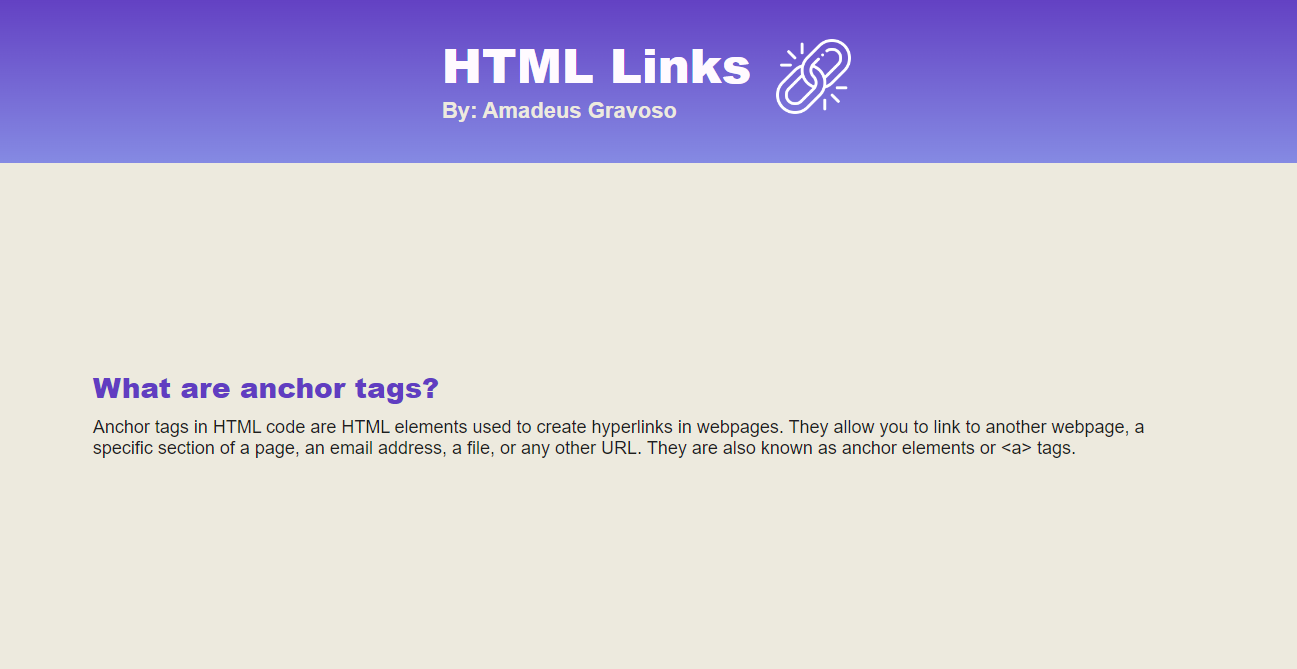 HTML Links
By: Amadeus Gravoso
What are anchor tags?
Anchor tags in HTML code are HTML elements used to create hyperlinks in webpages. They allow you to link to another webpage, a
specific section of a page, an email address, a file, or any other URL. They are also known as anchor elements or <a> tags.